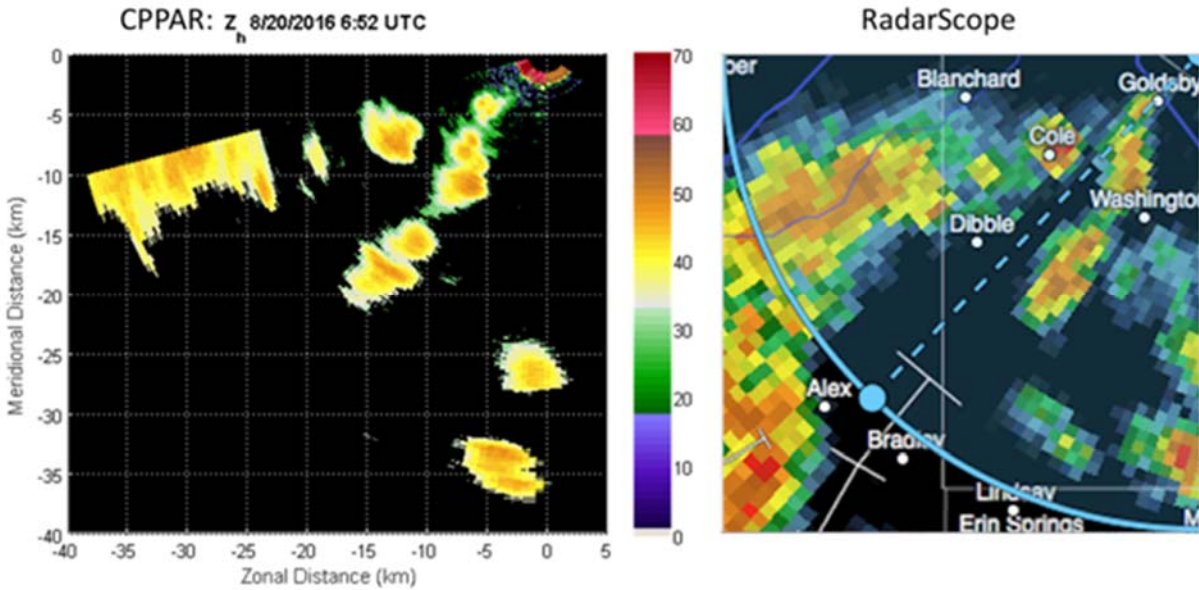 CPPAR: Zh 8/20/2016 6:52 UTC
RadarScope
0
-5
-10
-15
-20
-25
-30
-35
-40
Meridional Distance (km)
-40 -35 -30 -25 -20 -15 -10 -5 0 5
Zonal Distance (km)
70
60
50
40
30
20
10
0
Blanchard
Goldsby
Cole
Washington
Dibble
Alex
Bradley
Lindsay
Erin Springs
M